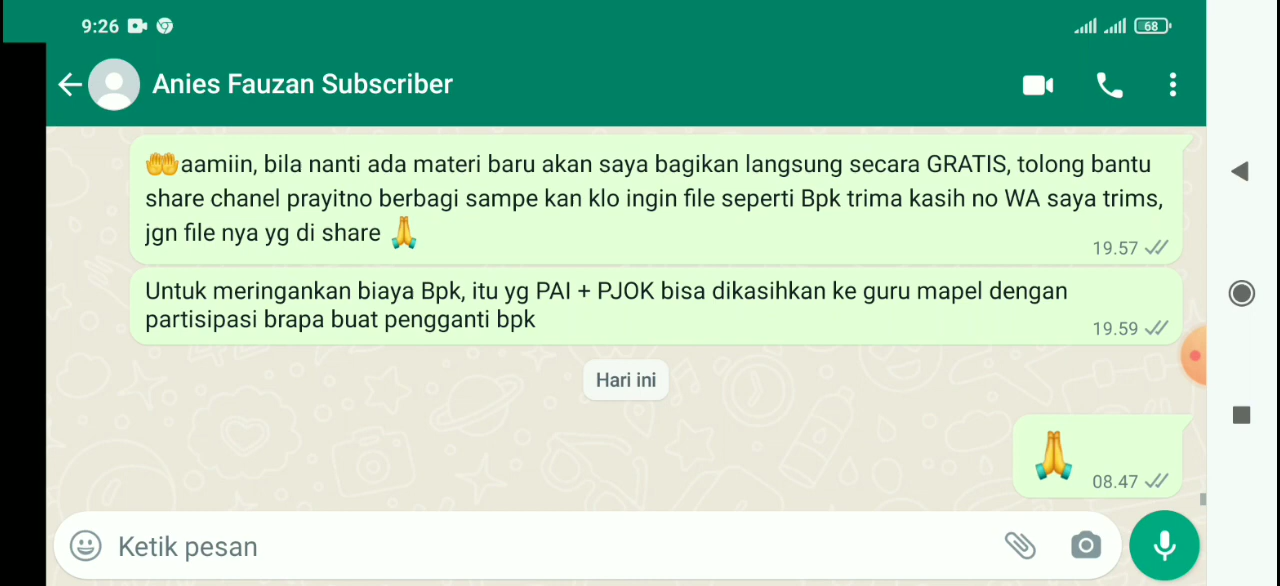 9:26
68
Anies Fauzan Subscriber
🤲aamiin, bila nanti ada materi baru akan saya bagikan langsung secara GRATIS, tolong bantu
share chanel prayitno berbagi sampe kan klo ingin file seperti Bpk trima kasih no WA saya trims,
jgn file nya yg di share 🙏
19.57
Untuk meringankan biaya Bpk, itu yg PAI + PJOK bisa dikasihkan ke guru mapel dengan
partisipasi brapa buat pengganti bpk
19.59
Hari ini
🙏
08.47
Ketik pesan